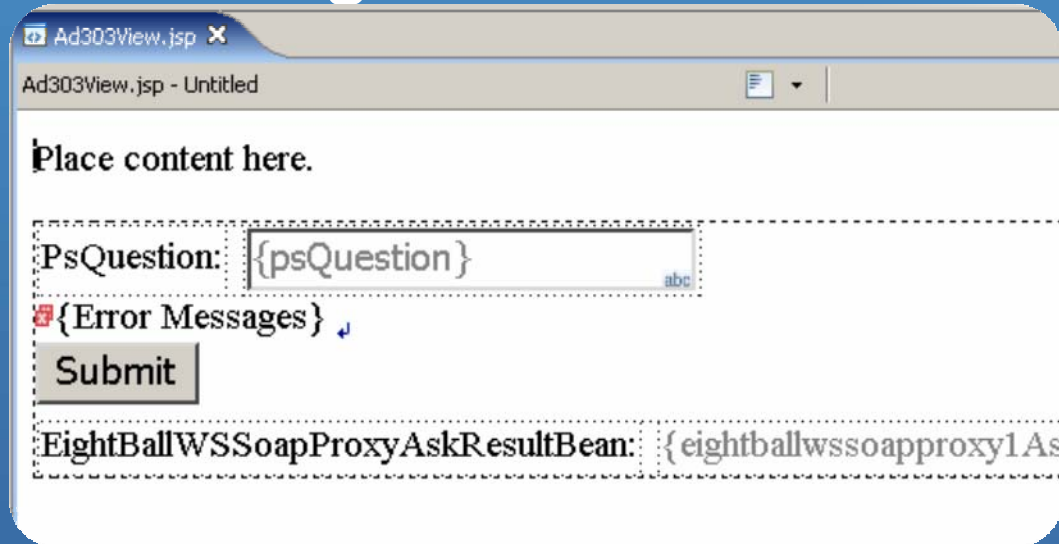 Ad303View.jsp
Ad303View.jsp - Untitled
Place content here.
PsQuestion: {psQuestion}
abc
{Error Messages}
Submit
EightBallWSSoapProxyAskResultBean: {eightballwssoapproxy1As